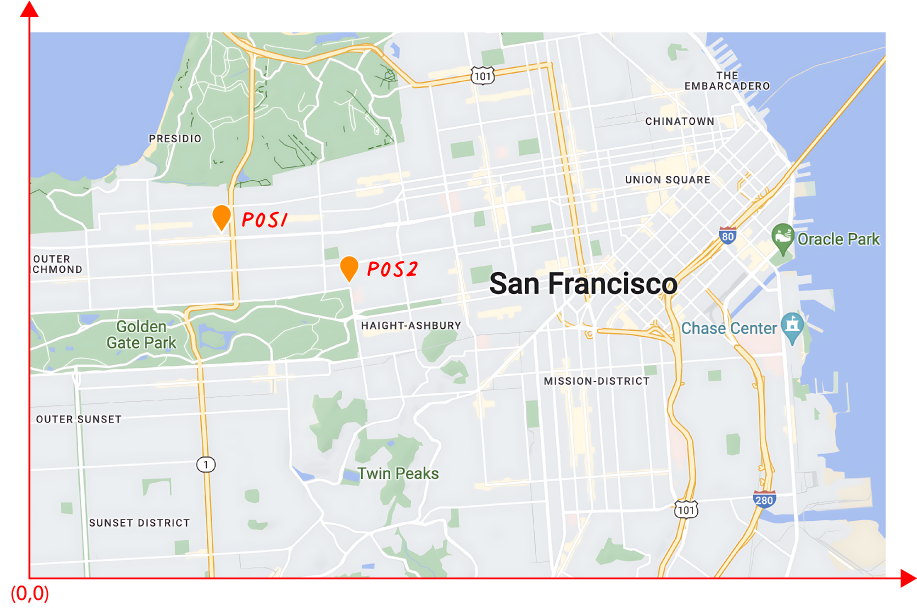 101
THE
EMBARCADERO
CHINATOWN
PRESIDIO
UNION SQUARE
POS1
80
Oracle Park
OUTER
CHMOND
POS2
San Francisco
Golden
Gate Park
HAIGHT-ASHBURY
Chase Center
MISSION-DISTRICT
OUTER SUNSET
1
Twin Peaks
280
101
SUNSET DISTRICT
(0,0)